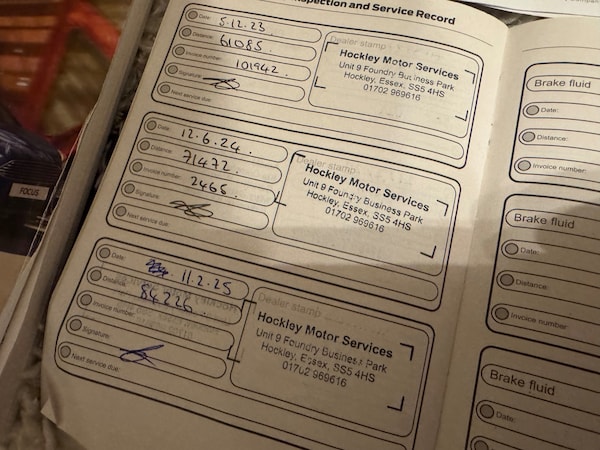 Inspection and Service Record
Date: 5.12.23
Distance: 61085.
Invoice number: 101942.
Signature:
Next service due:
Dealer stamp
Hockley Motor Services
Unit 9 Foundry Business Park
Hockley, Essex, SS5 4HS
01702 969616
Date: 12.6.24.
Distance: 71472.
Invoice number: 2465.
Signature:
Next service due:
Dealer stamp
Hockley Motor Services
Unit 9 Foundry Business Park
Hockley, Essex, SS5 4HS
01702 969616
Date: 11.2.25
Distance: 84226.
Invoice number:
Signature:
Next service due:
Dealer stamp
Hockley Motor Services
Unit 9 Foundry Business Park
Hockley, Essex, SS5 4HS
01702 969616
Brake fluid
Date:
Distance:
Invoice number:
Brake fluid
Date:
Distance:
Invoice number:
Brake fluid
Date:
FOCUS